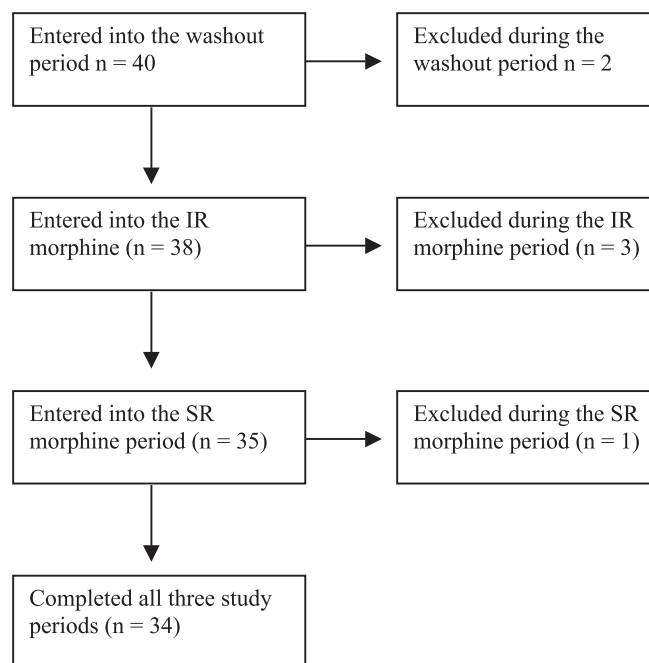 Entered into the washout
period n = 40
Excluded during the
washout period n = 2
Entered into the IR
morphine (n = 38)
Excluded during the IR
morphine period (n = 3)
Entered into the SR
morphine period (n = 35)
Excluded during the SR
morphine period (n = 1)
Completed all three study
periods (n = 34)